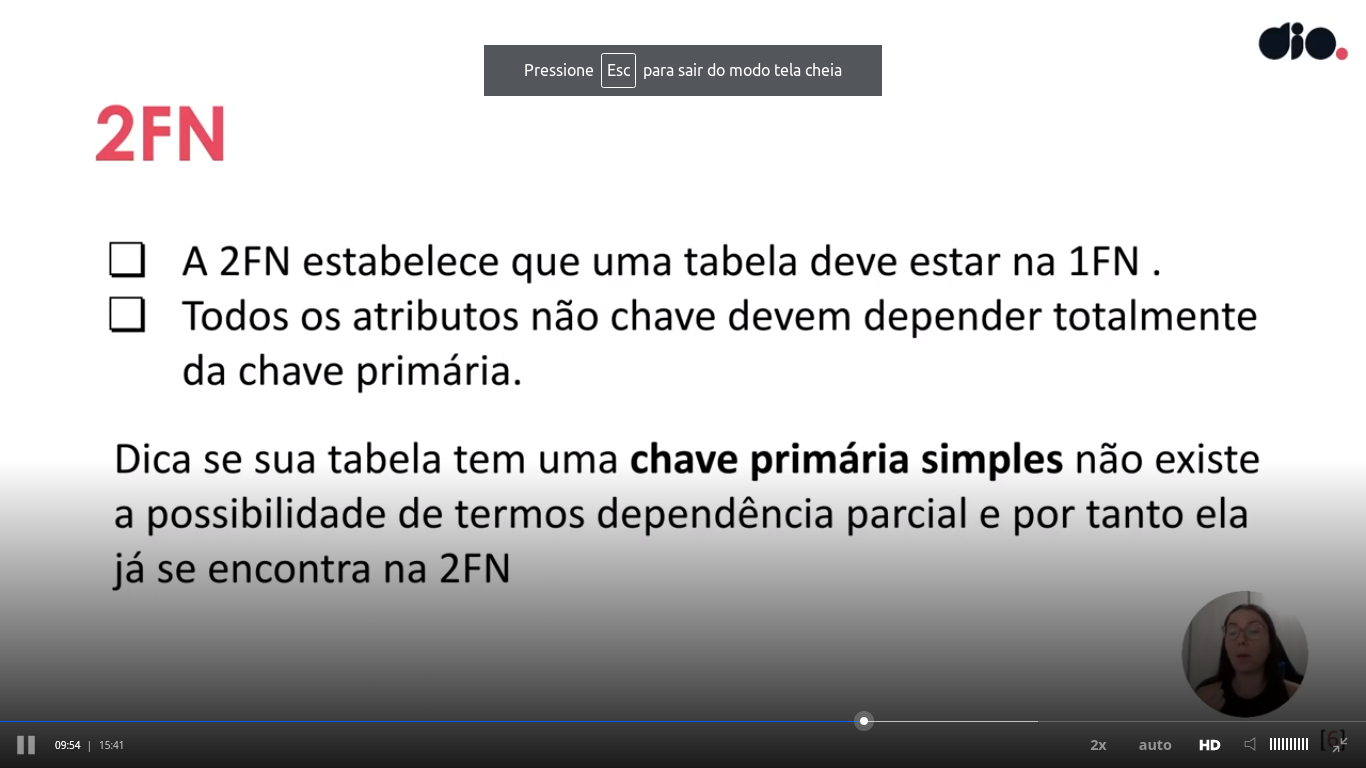 dio.
Pressione Esc para sair do modo tela cheia
2FN
A 2FN estabelece que uma tabela deve estar na 1FN .
Todos os atributos não chave devem depender totalmente
da chave primária.
Dica se sua tabela tem uma chave primária simples não existe
a possibilidade de termos dependência parcial e por tanto ela
já se encontra na 2FN
[6]
09:54 | 15:41 2x auto HD